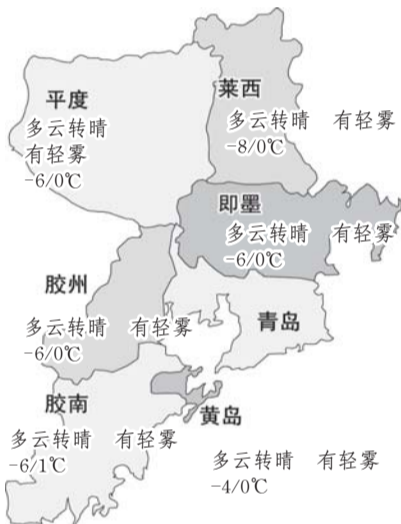 平度
多云转晴
有轻雾
-6/0℃
莱西
多云转晴 有轻雾
-8/0℃
即墨
多云转晴 有轻雾
-6/0℃
胶州
多云转晴 有轻雾
-6/0℃
青岛
胶南
多云转晴 有轻雾
-6/1℃
黄岛
多云转晴 有轻雾
-4/0℃